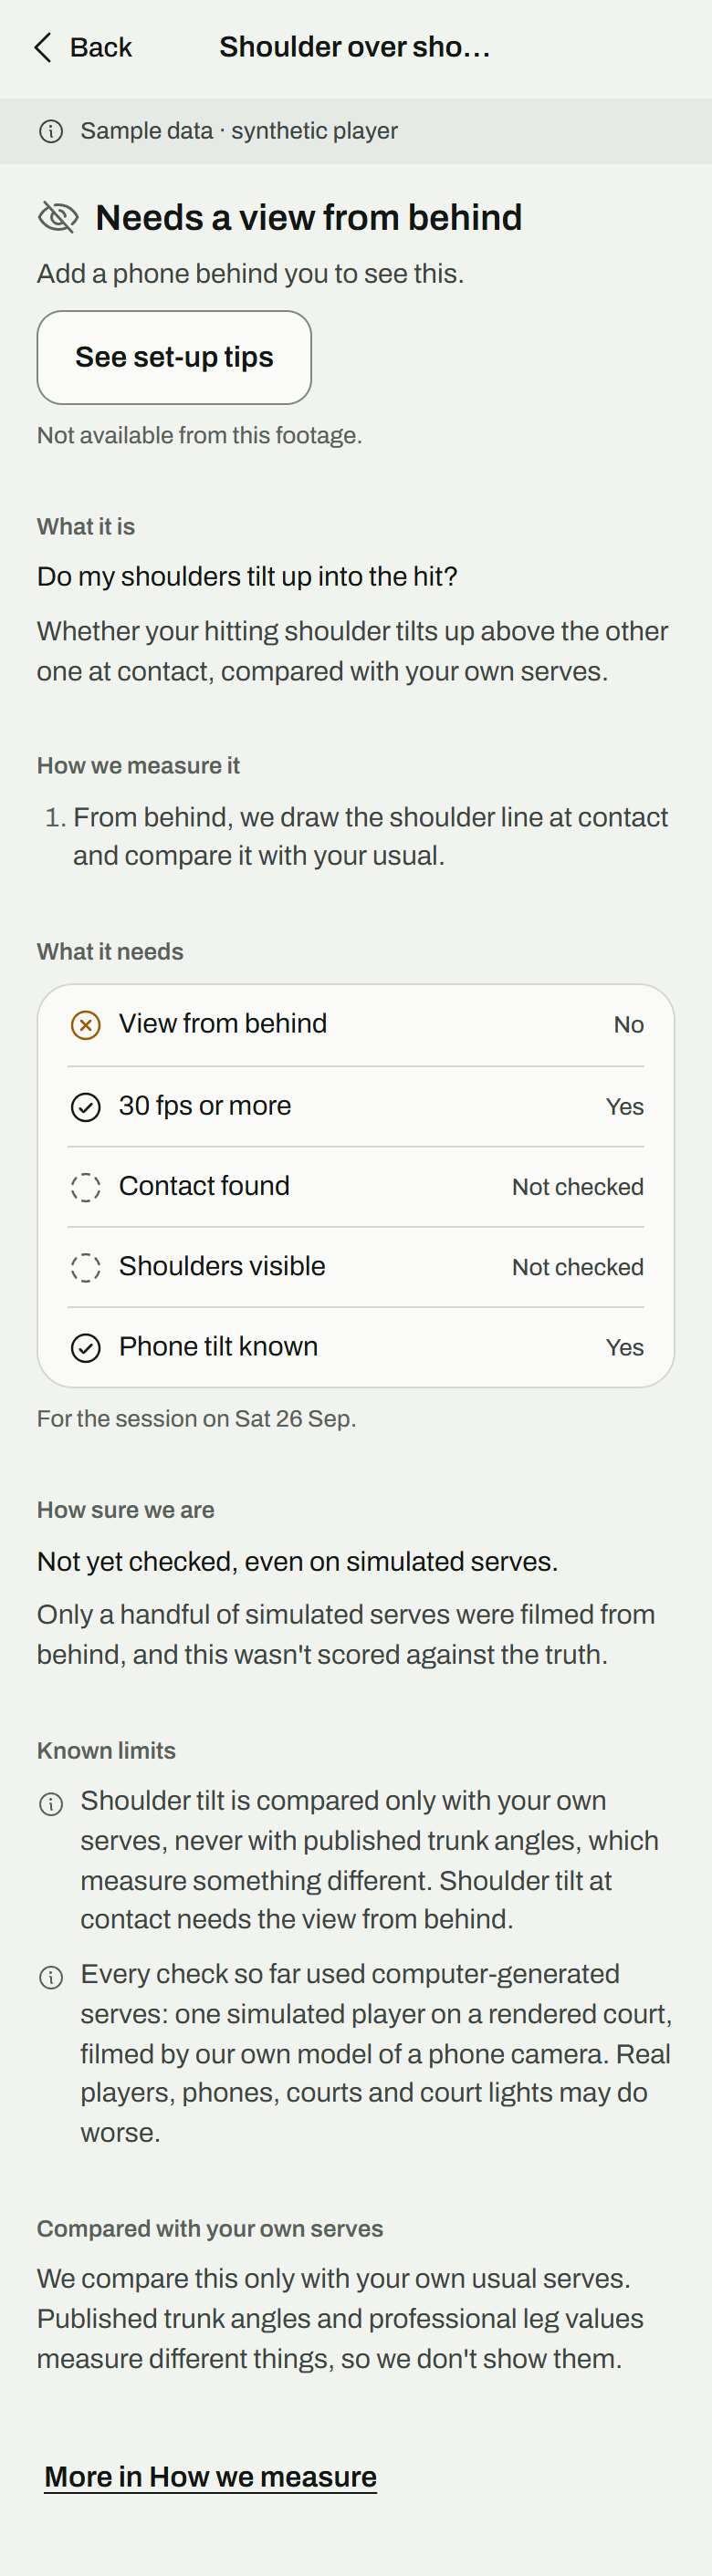 Back
Shoulder over sho...
Sample data · synthetic player
Needs a view from behind
Add a phone behind you to see this.
See set-up tips
Not available from this footage.
What it is
Do my shoulders tilt up into the hit?
Whether your hitting shoulder tilts up above the other
one at contact, compared with your own serves.
How we measure it
1. From behind, we draw the shoulder line at contact
and compare it with your usual.
What it needs
View from behind No
30 fps or more Yes
Contact found Not checked
Shoulders visible Not checked
Phone tilt known Yes
For the session on Sat 26 Sep.
How sure we are
Not yet checked, even on simulated serves.
Only a handful of simulated serves were filmed from
behind, and this wasn't scored against the truth.
Known limits
Shoulder tilt is compared only with your own
serves, never with published trunk angles, which
measure something different. Shoulder tilt at
contact needs the view from behind.
Every check so far used computer-generated
serves: one simulated player on a rendered court,
filmed by our own model of a phone camera. Real
players, phones, courts and court lights may do
worse.
Compared with your own serves
We compare this only with your own usual serves.
Published trunk angles and professional leg values
measure different things, so we don't show them.
More in How we measure